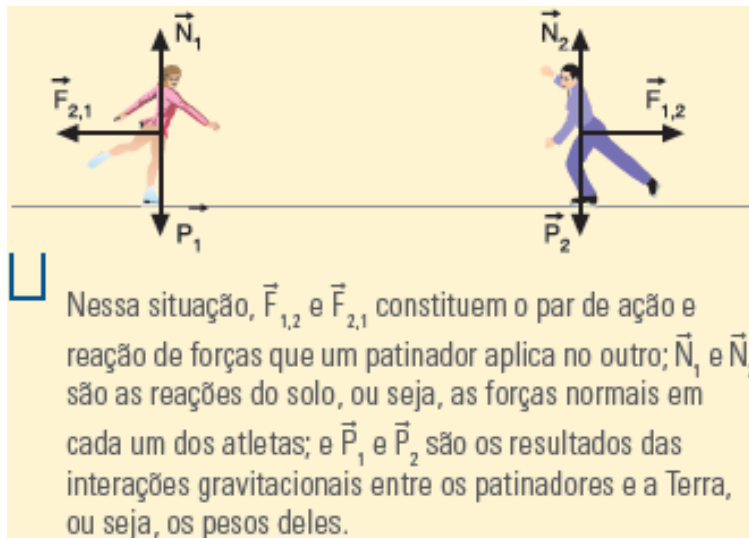 N₁ N₂
F₂,₁ F₁,₂
P₁ P₂
Nessa situação, F₁,₂ e F₂,₁ constituem o par de ação e
reação de forças que um patinador aplica no outro; N₁ e N
são as reações do solo, ou seja, as forças normais em
cada um dos atletas; e P₁ e P₂ são os resultados das
interações gravitacionais entre os patinadores e a Terra,
ou seja, os pesos deles.